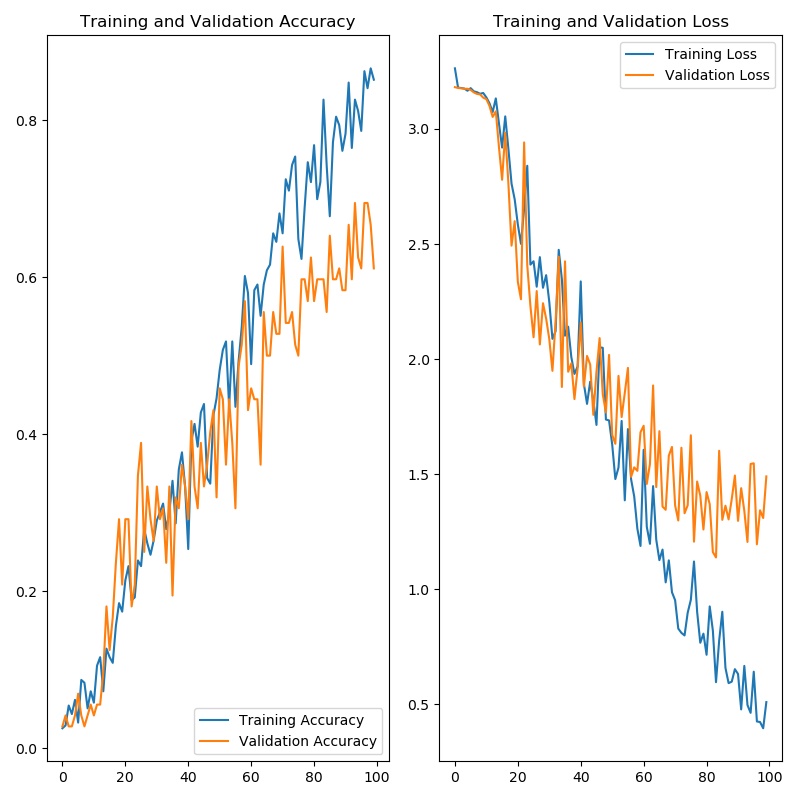 Training and Validation Accuracy
0.8
0.6
0.4
0.2
0.0
0 20 40 60 80 100
Training Accuracy
Validation Accuracy
Training and Validation Loss
Training Loss
Validation Loss
3.0
2.5
2.0
1.5
1.0
0.5
0 20 40 60 80 100